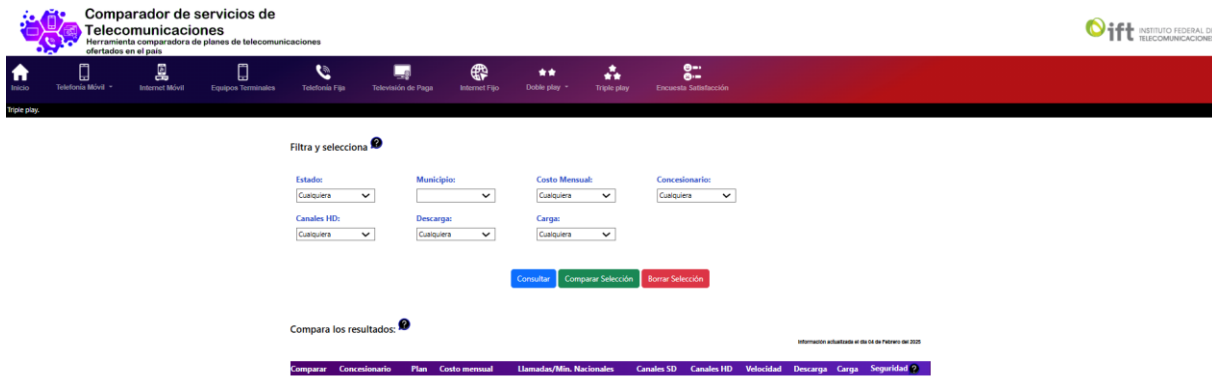 Comparador de servicios de
Telecomunicaciones
Herramienta comparadora de planes de telecomunicaciones
ofertados en el país
ift INSTITUTO FEDERAL DE
TELECOMUNICACIONES
Inicio Telefonía Móvil Internet Móvil Equipos Terminales Telefonía Fija Televisión de Paga Internet Fijo Doble play Triple play Encuesta Satisfacción
Triple play.
Filtra y selecciona ?
Estado: Municipio: Costo Mensual: Concesionario:
Cualquiera Cualquiera Cualquiera
Canales HD: Descarga: Carga:
Cualquiera Cualquiera Cualquiera
Consultar Comparar Selección Borrar Selección
Compara los resultados: ?
Información actualizada el día 04 de Febrero del 2025
Comparar Concesionario Plan Costo mensual Llamadas/Min. Nacionales Canales SD Canales HD Velocidad Descarga Carga Seguridad ?